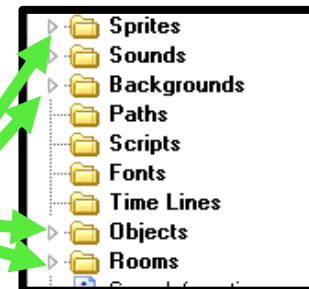 Sprites
Sounds
Backgrounds
Paths
Scripts
Fonts
Time Lines
Objects
Rooms